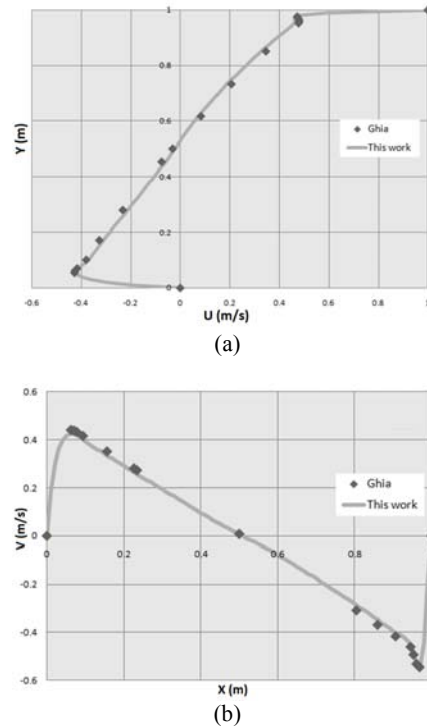 1
0.8
0.6
0.4
0.2
0
Y (m)
Ghia
This work
-0.6 -0.4 -0.2 0 0.2 0.4 0.6 0.8 1
U (m/s)
(a)
0.6
0.4
0.2
0
-0.2
-0.4
-0.6
V (m/s)
0 0.2 0.4 0.6 0.8
Ghia
This work
X (m)
(b)